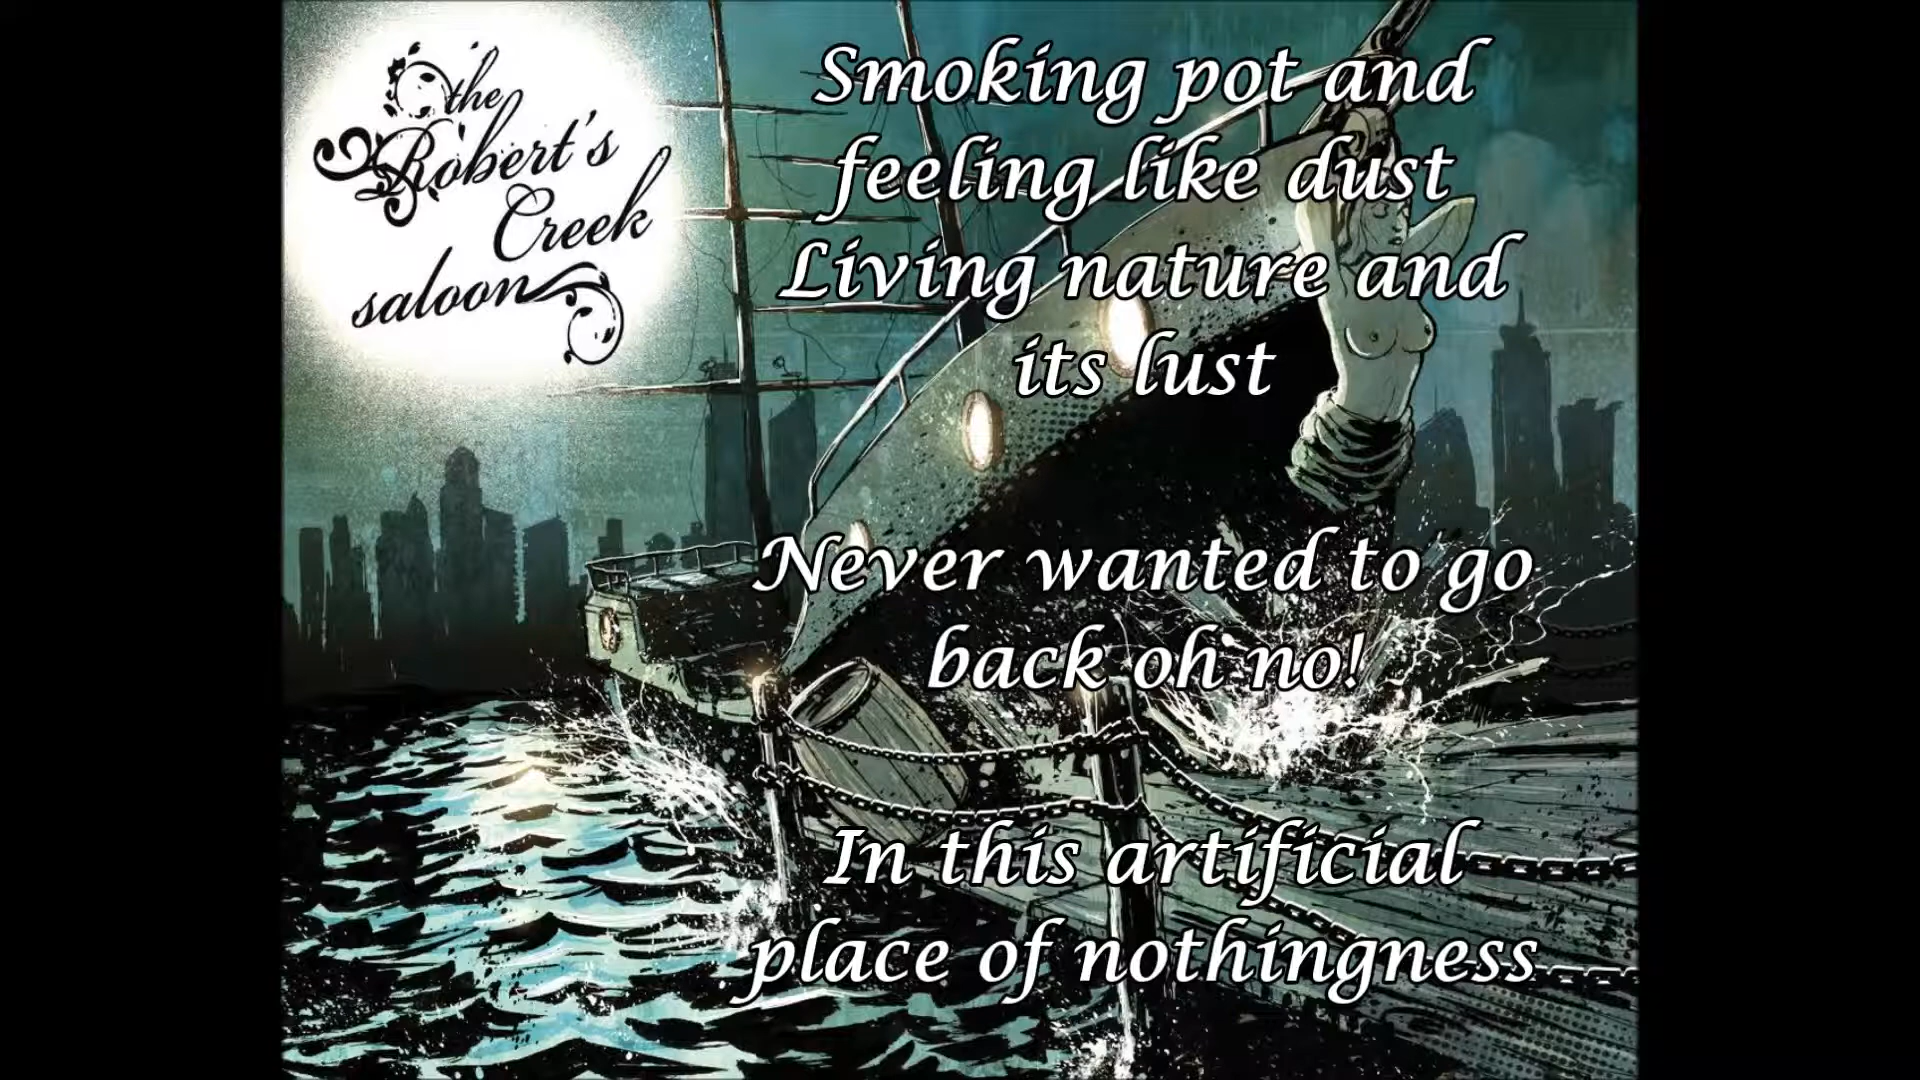 the
Robert's
Creek
saloon
Smoking pot and
feeling like dust
Living nature and
its lust
Never wanted to go
back oh no!
In this artificial
place of nothingness